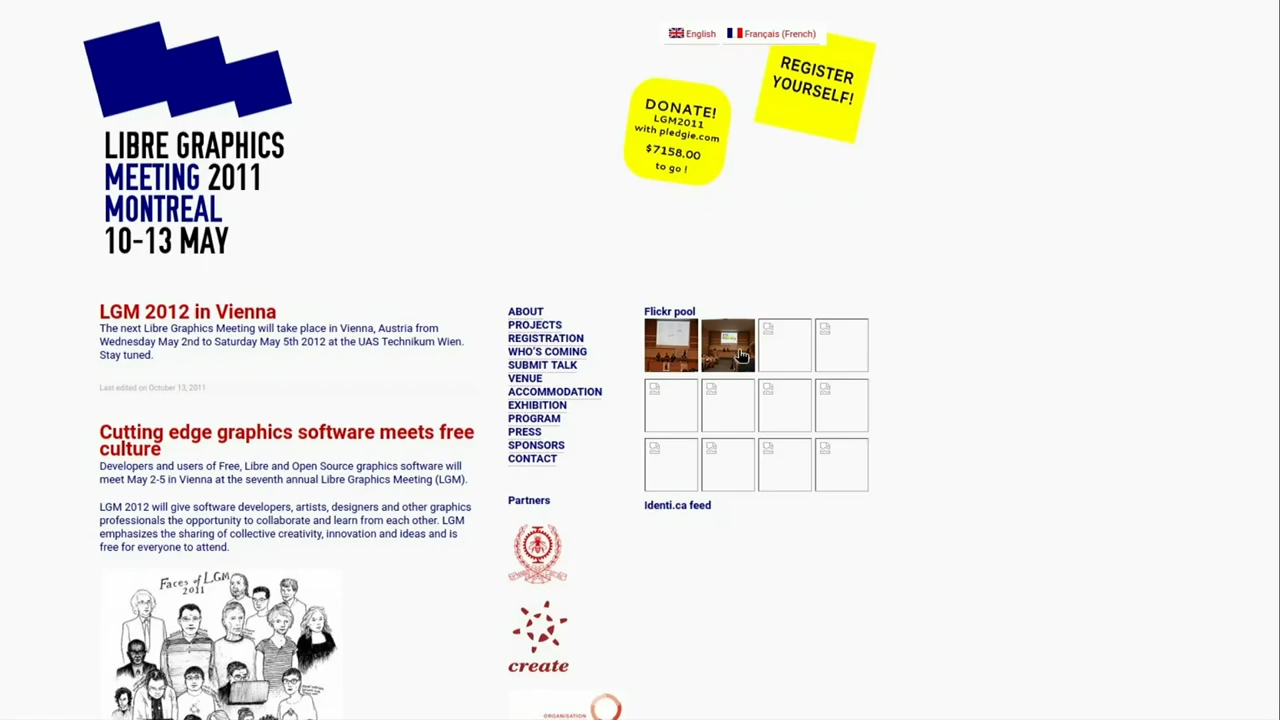 English
Français (French)
REGISTER
YOURSELF!
DONATE!
LGM2011
with pledgie.com
$7158.00
to go !
LIBRE GRAPHICS
MEETING 2011
MONTREAL
10-13 MAY
LGM 2012 in Vienna
The next Libre Graphics Meeting will take place in Vienna, Austria from
Wednesday May 2nd to Saturday May 5th 2012 at the UAS Technikum Wien.
Stay tuned.
Last edited on October 13, 2011
Cutting edge graphics software meets free
culture
Developers and users of Free, Libre and Open Source graphics software will
meet May 2-5 in Vienna at the seventh annual Libre Graphics Meeting (LGM).
LGM 2012 will give software developers, artists, designers and other graphics
professionals the opportunity to collaborate and learn from each other. LGM
emphasizes the sharing of collective creativity, innovation and ideas and is
free for everyone to attend.
Faces of LGM
2011
ABOUT
PROJECTS
REGISTRATION
WHO'S COMING
SUBMIT TALK
VENUE
ACCOMMODATION
EXHIBITION
PROGRAM
PRESS
SPONSORS
CONTACT
Partners
create
ORGANISATION
Flickr pool
Identi.ca feed